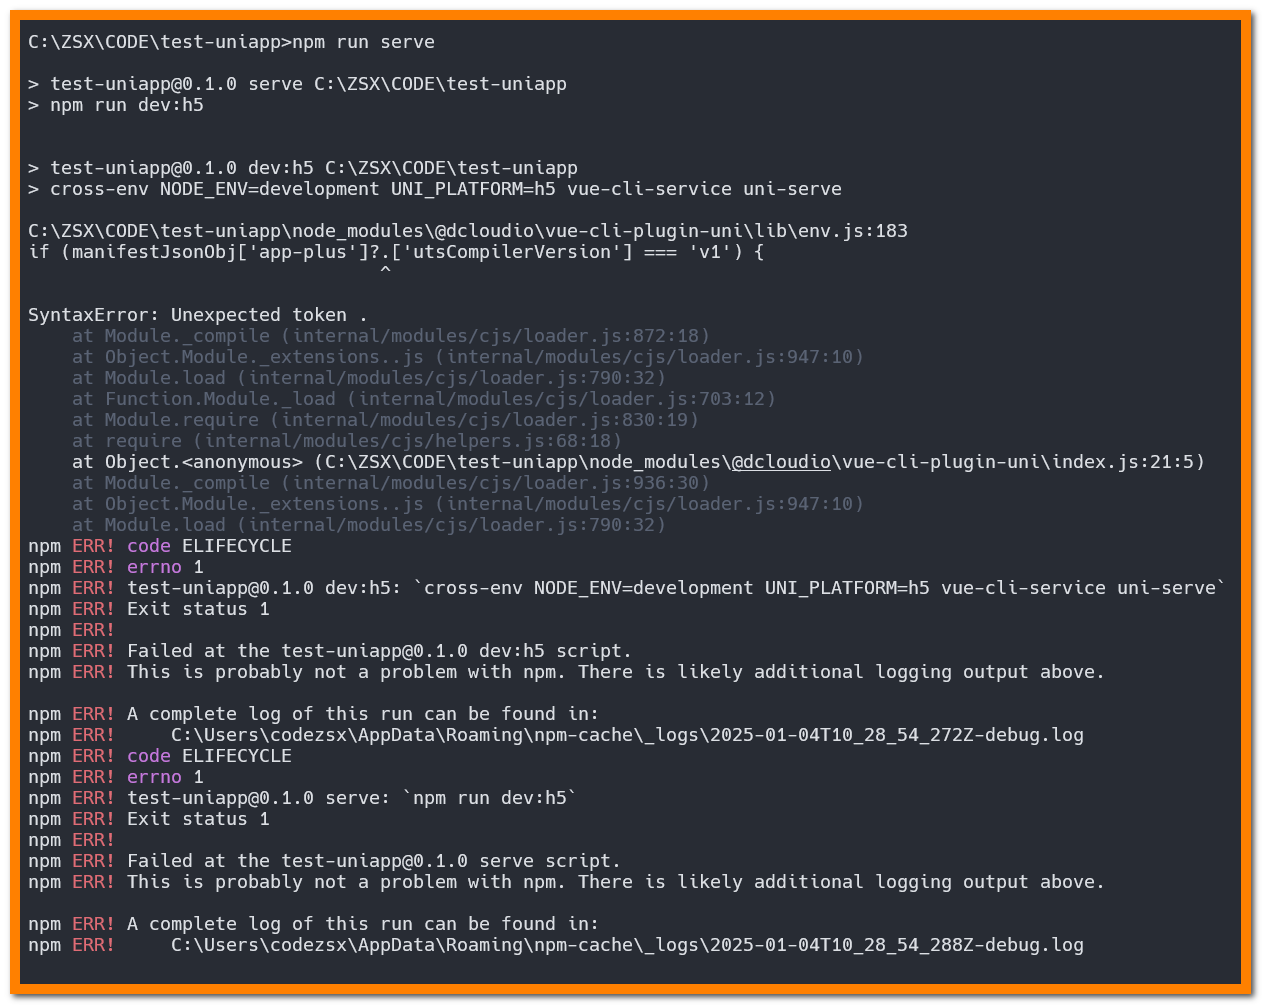 C:\ZSX\CODE\test-uniapp>npm run serve
> test-uniapp@0.1.0 serve C:\ZSX\CODE\test-uniapp
> npm run dev:h5
> test-uniapp@0.1.0 dev:h5 C:\ZSX\CODE\test-uniapp
> cross-env NODE_ENV=development UNI_PLATFORM=h5 vue-cli-service uni-serve
C:\ZSX\CODE\test-uniapp\node_modules\@dcloudio\vue-cli-plugin-uni\lib\env.js:183
if (manifestJsonObj['app-plus']?.['utsCompilerVersion'] === 'v1') {
^
SyntaxError: Unexpected token .
    at Module._compile (internal/modules/cjs/loader.js:872:18)
    at Object.Module._extensions..js (internal/modules/cjs/loader.js:947:10)
    at Module.load (internal/modules/cjs/loader.js:790:32)
    at Function.Module._load (internal/modules/cjs/loader.js:703:12)
    at Module.require (internal/modules/cjs/loader.js:830:19)
    at require (internal/modules/cjs/helpers.js:68:18)
    at Object.<anonymous> (C:\ZSX\CODE\test-uniapp\node_modules\@dcloudio\vue-cli-plugin-uni\index.js:21:5)
    at Module._compile (internal/modules/cjs/loader.js:936:30)
    at Object.Module._extensions..js (internal/modules/cjs/loader.js:947:10)
    at Module.load (internal/modules/cjs/loader.js:790:32)
npm ERR! code ELIFECYCLE
npm ERR! errno 1
npm ERR! test-uniapp@0.1.0 dev:h5: `cross-env NODE_ENV=development UNI_PLATFORM=h5 vue-cli-service uni-serve`
npm ERR! Exit status 1
npm ERR!
npm ERR! Failed at the test-uniapp@0.1.0 dev:h5 script.
npm ERR! This is probably not a problem with npm. There is likely additional logging output above.
npm ERR! A complete log of this run can be found in:
npm ERR!     C:\Users\codezsx\AppData\Roaming\npm-cache\_logs\2025-01-04T10_28_54_272Z-debug.log
npm ERR! code ELIFECYCLE
npm ERR! errno 1
npm ERR! test-uniapp@0.1.0 serve: `npm run dev:h5`
npm ERR! Exit status 1
npm ERR!
npm ERR! Failed at the test-uniapp@0.1.0 serve script.
npm ERR! This is probably not a problem with npm. There is likely additional logging output above.
npm ERR! A complete log of this run can be found in:
npm ERR!     C:\Users\codezsx\AppData\Roaming\npm-cache\_logs\2025-01-04T10_28_54_288Z-debug.log